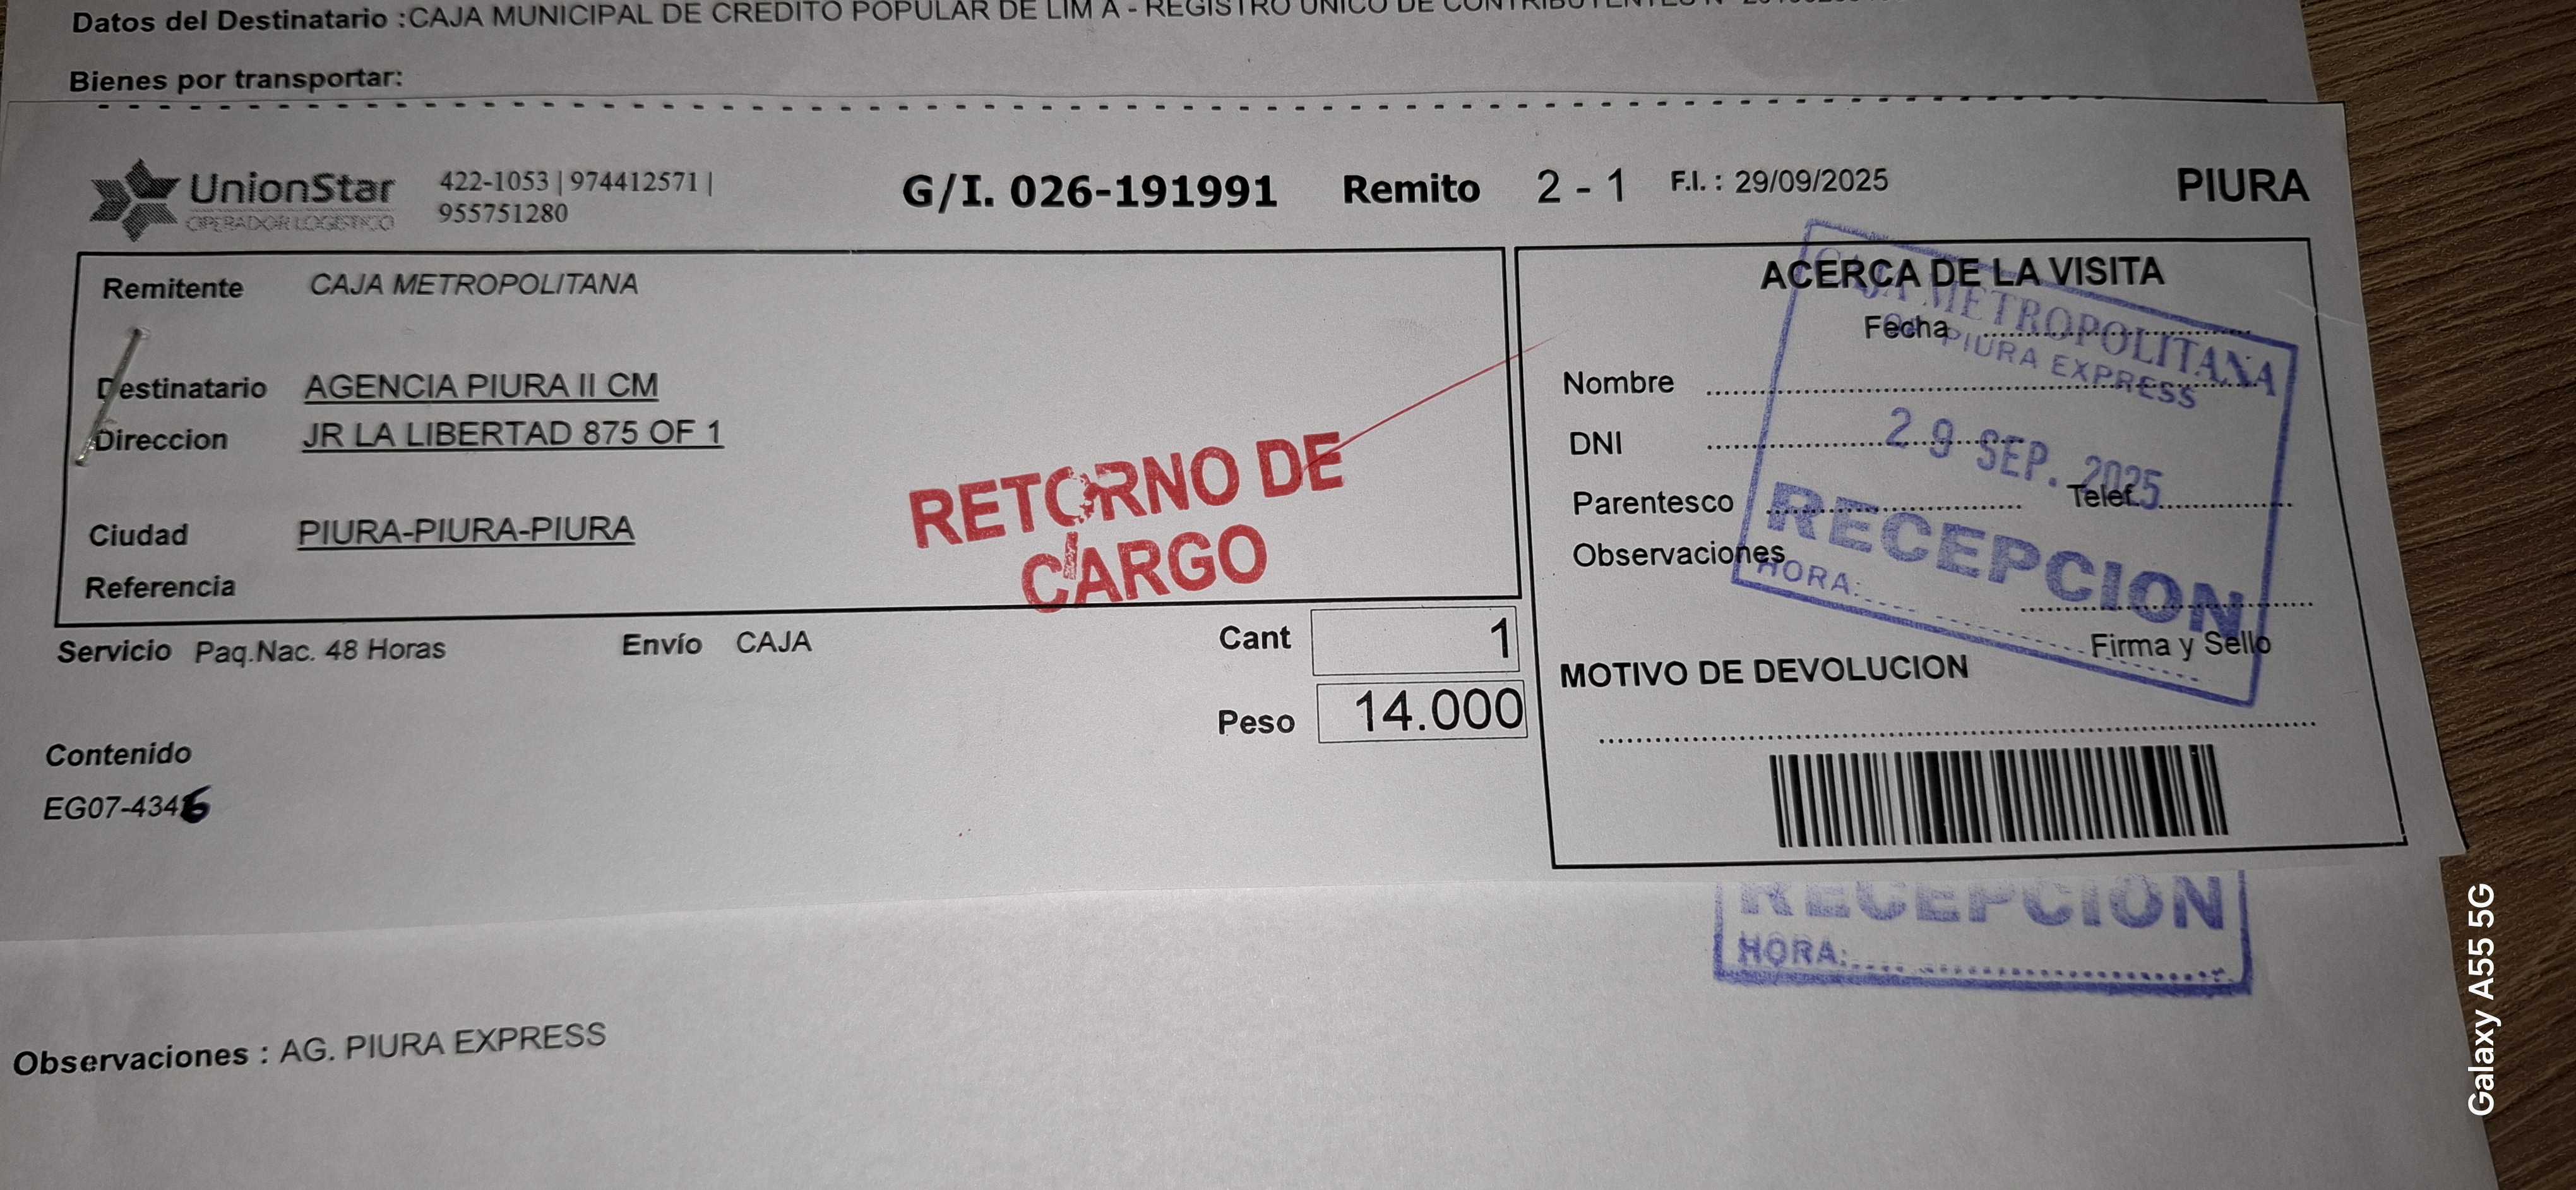 Datos del Destinatario :CAJA MUNICIPAL DE CREDITO POPULAR DE LIM A - REGISTRO UNICO DE CONTRIBUYENTES N°
Bienes por transportar:
UnionStar
OPERADOR LOGISTICO
422-1053 | 974412571 |
955751280
G/I. 026-191991 Remito 2 - 1 F.I. : 29/09/2025 PIURA
Remitente CAJA METROPOLITANA
Destinatario AGENCIA PIURA II CM
Direccion JR LA LIBERTAD 875 OF 1
Ciudad PIURA-PIURA-PIURA
Referencia
RETORNO DE
CARGO
Servicio Paq.Nac. 48 Horas Envío CAJA
Cant 1
Peso 14.000
Contenido
EG07-4346
ACERCA DE LA VISITA
Fecha
Nombre
DNI
Parentesco Telef.
Observaciones
Firma y Sello
MOTIVO DE DEVOLUCION
CAJA METROPOLITANA
PIURA EXPRESS
29 SEP. 2025
RECEPCION
HORA:
RECEPCION
HORA:
Observaciones : AG. PIURA EXPRESS
Galaxy A55 5G